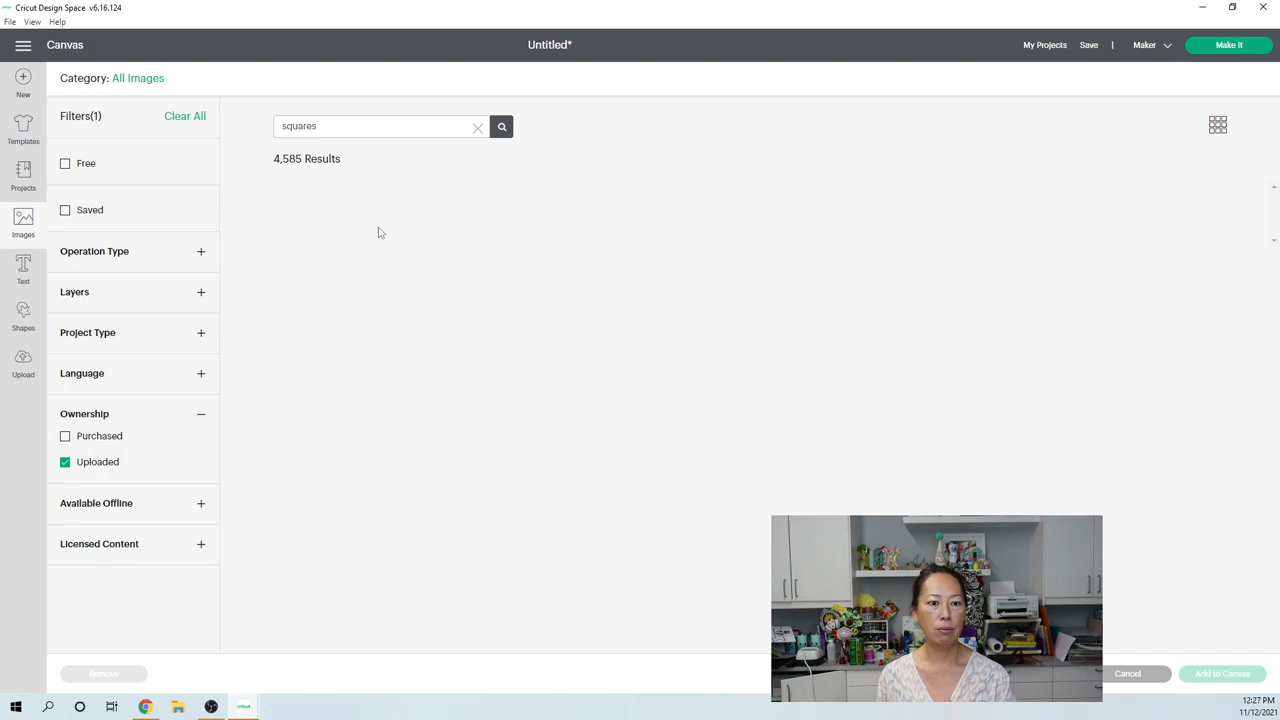 Cricut Design Space v6.16.124
File View Help
Canvas
Untitled*
My Projects Save | Maker Make It
New
Templates
Projects
Images
Text
Shapes
Upload
Category: All Images
Filters(1) Clear All
Free
Saved
Operation Type +
Layers +
Project Type +
Language +
Ownership −
Purchased
Uploaded
Available Offline +
Licensed Content +
squares
4,585 Results
Remove
Cancel
Add to Canvas
cricut
12:27 PM
11/12/2021